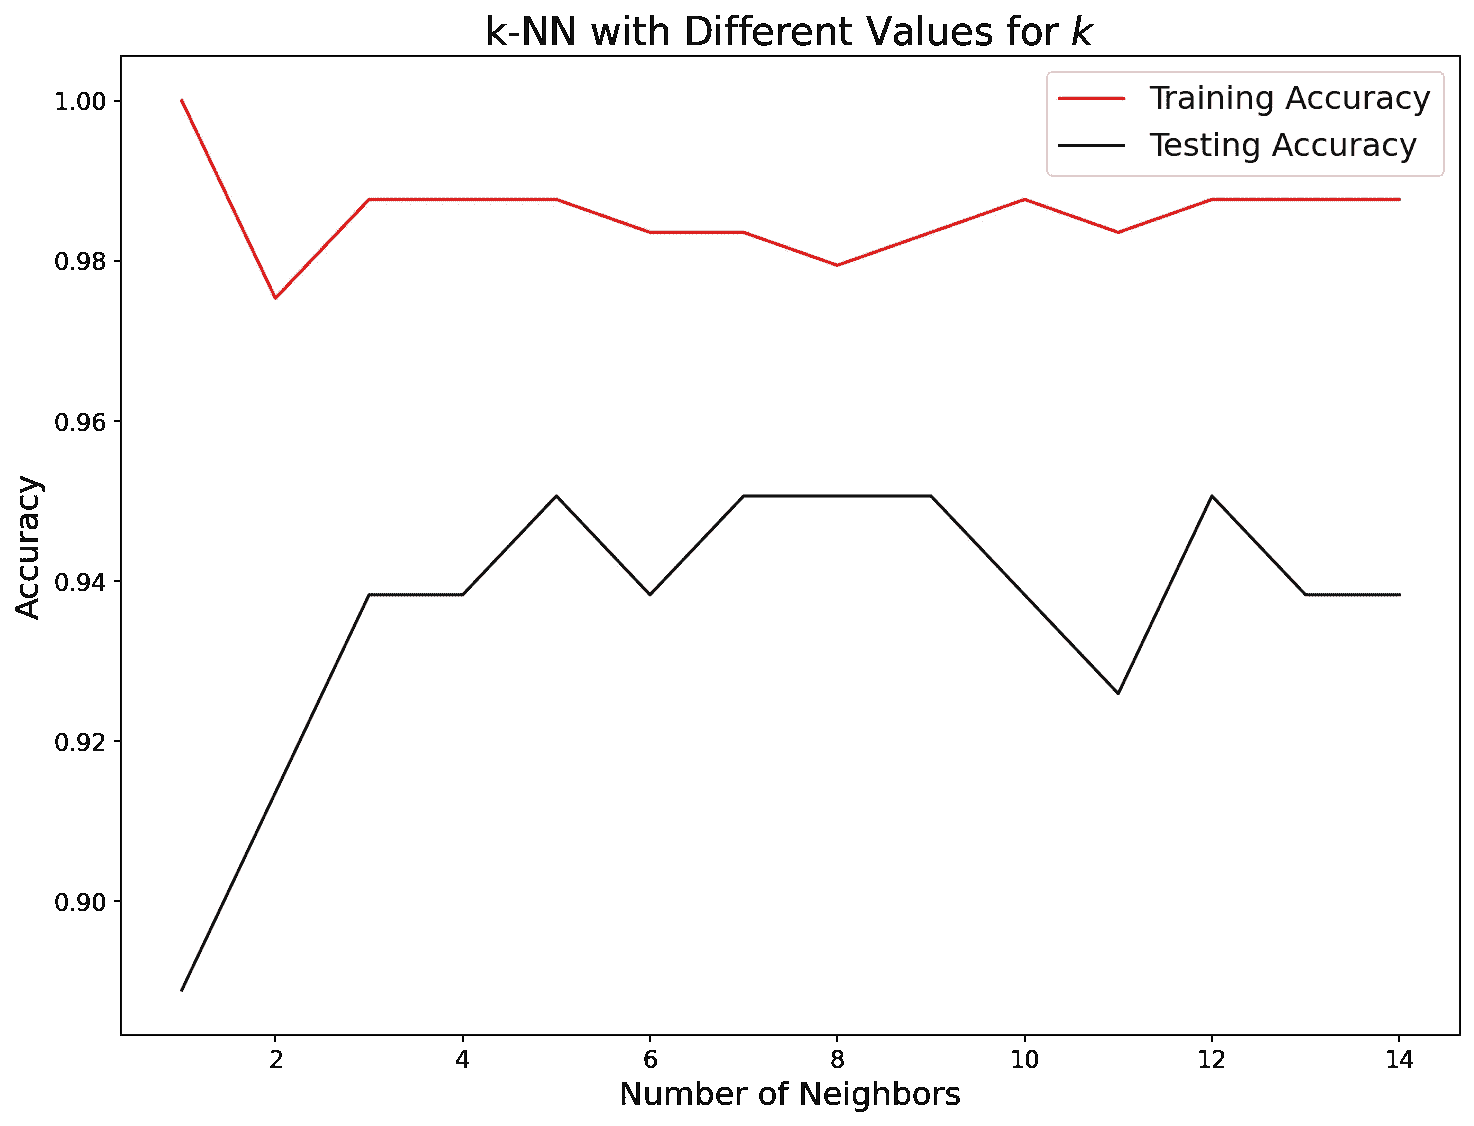 k-NN with Different Values for k
Training Accuracy
Testing Accuracy
1.00
0.98
0.96
0.94
0.92
0.90
Accuracy
2 4 6 8 10 12 14
Number of Neighbors